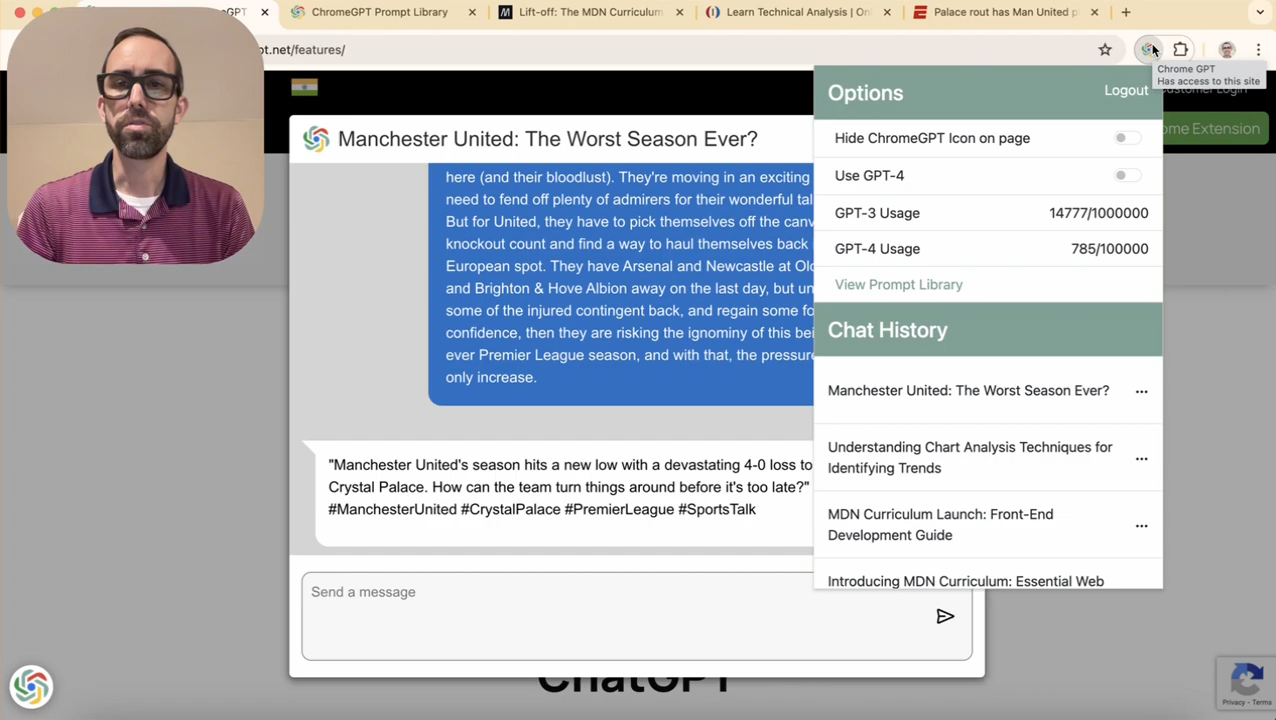 GPT
ChromeGPT Prompt Library
Lift-off: The MDN Curriculum
Learn Technical Analysis | On
Palace rout has Man United p
ot.net/features/
Chrome GPT
Has access to this site
Customer Login
ome Extension
Manchester United: The Worst Season Ever?
here (and their bloodlust). They're moving in an exciting
need to fend off plenty of admirers for their wonderful tal
But for United, they have to pick themselves off the canv
knockout count and find a way to haul themselves back
European spot. They have Arsenal and Newcastle at Ol
and Brighton & Hove Albion away on the last day, but un
some of the injured contingent back, and regain some fo
confidence, then they are risking the ignominy of this bei
ever Premier League season, and with that, the pressure
only increase.
"Manchester United's season hits a new low with a devastating 4-0 loss to
Crystal Palace. How can the team turn things around before it's too late?"
#ManchesterUnited #CrystalPalace #PremierLeague #SportsTalk
Send a message
ChatGPT
Options
Logout
Hide ChromeGPT Icon on page
Use GPT-4
GPT-3 Usage 14777/1000000
GPT-4 Usage 785/100000
View Prompt Library
Chat History
Manchester United: The Worst Season Ever?
Understanding Chart Analysis Techniques for
Identifying Trends
MDN Curriculum Launch: Front-End
Development Guide
Introducing MDN Curriculum: Essential Web
Privacy - Terms